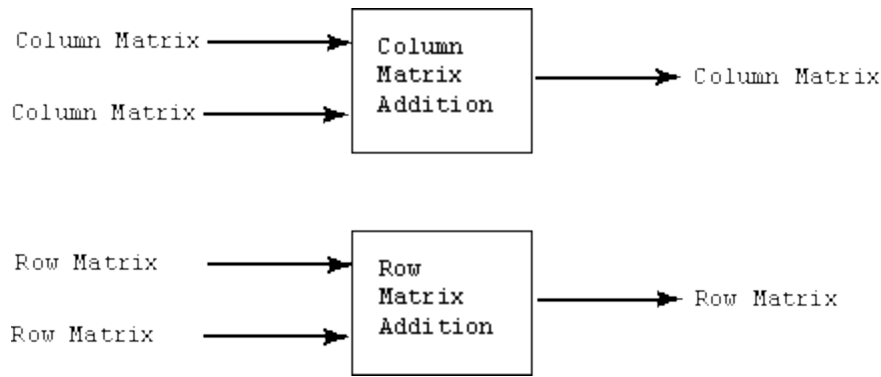 Column Matrix
Column Matrix
Column
Matrix
Addition
Column Matrix
Row Matrix
Row Matrix
Row
Matrix
Addition
Row Matrix